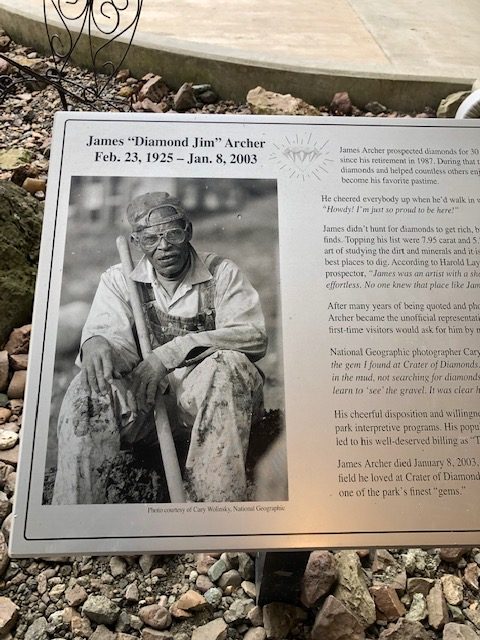 James “Diamond Jim” Archer
Feb. 23, 1925 – Jan. 8, 2003
James Archer prospected diamonds for 30
since his retirement in 1987. During that t
diamonds and helped countless others enj
become his favorite pastime.
He cheered everybody up when he'd walk in w
"Howdy! I'm just so proud to be here!"
James didn't hunt for diamonds to get rich, b
finds. Topping his list were 7.95 carat and 5.
art of studying the dirt and minerals and it is
best places to dig. According to Harold Lay
prospector, "James was an artist with a sho
effortless. No one knew that place like Jam
After many years of being quoted and pho
Archer became the unofficial representati
first-time visitors would ask for him by n
National Geographic photographer Cary
the gem I found at Crater of Diamonds.
in the mud, not searching for diamonds
learn to 'see' the gravel. It was clear h
His cheerful disposition and willingne
park interpretive programs. His popu
led to his well-deserved billing as "T
James Archer died January 8, 2003,
field he loved at Crater of Diamond
one of the park's finest "gems."
Photo courtesy of Cary Wolinsky, National Geographic